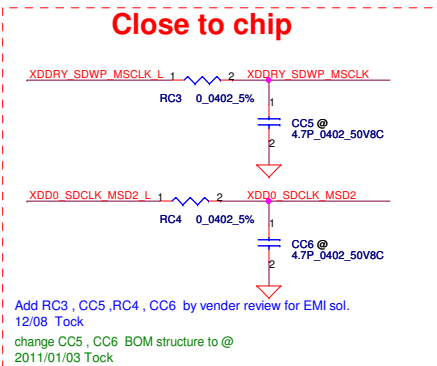 Close to chip
XDDRY_SDWP_MSCLK_L 1 2 XDDRY_SDWP_MSCLK
RC3 0_0402_5%
1
CC5 @
4.7P_0402_50V8C
2
XDD0_SDCLK_MSD2_L 1 2 XDD0_SDCLK_MSD2
RC4 0_0402_5%
1
CC6 @
4.7P_0402_50V8C
2
Add RC3 , CC5 ,RC4 , CC6 by vender review for EMI sol.
12/08 Tock
change CC5 , CC6 BOM structure to @
2011/01/03 Tock